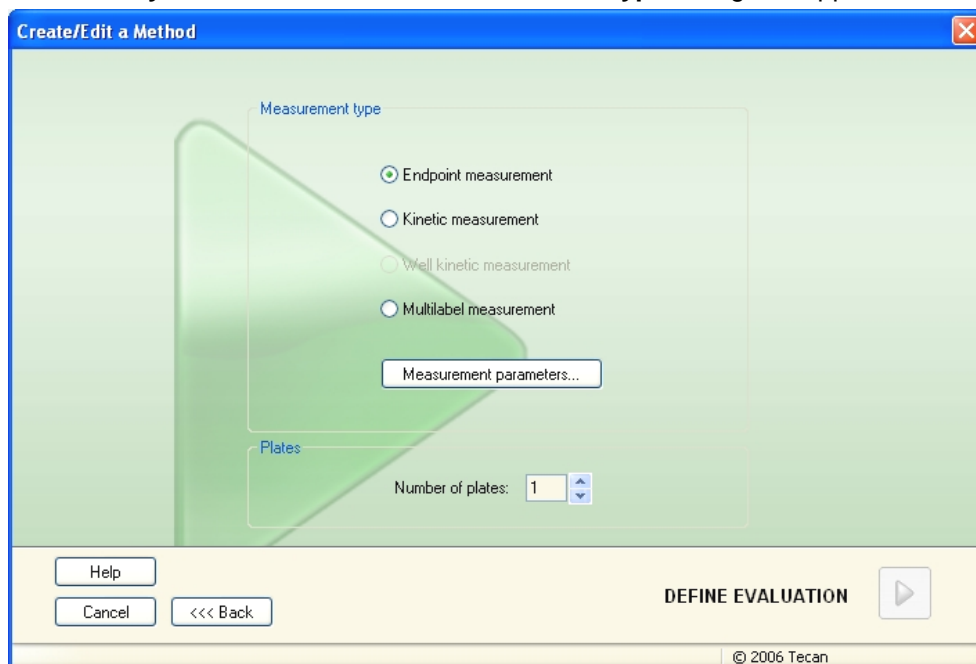 Create/Edit a Method
Measurement type
Endpoint measurement
Kinetic measurement
Well kinetic measurement
Multilabel measurement
Measurement parameters...
Plates
Number of plates: 1
Help
Cancel <<< Back
DEFINE EVALUATION
© 2006 Tecan